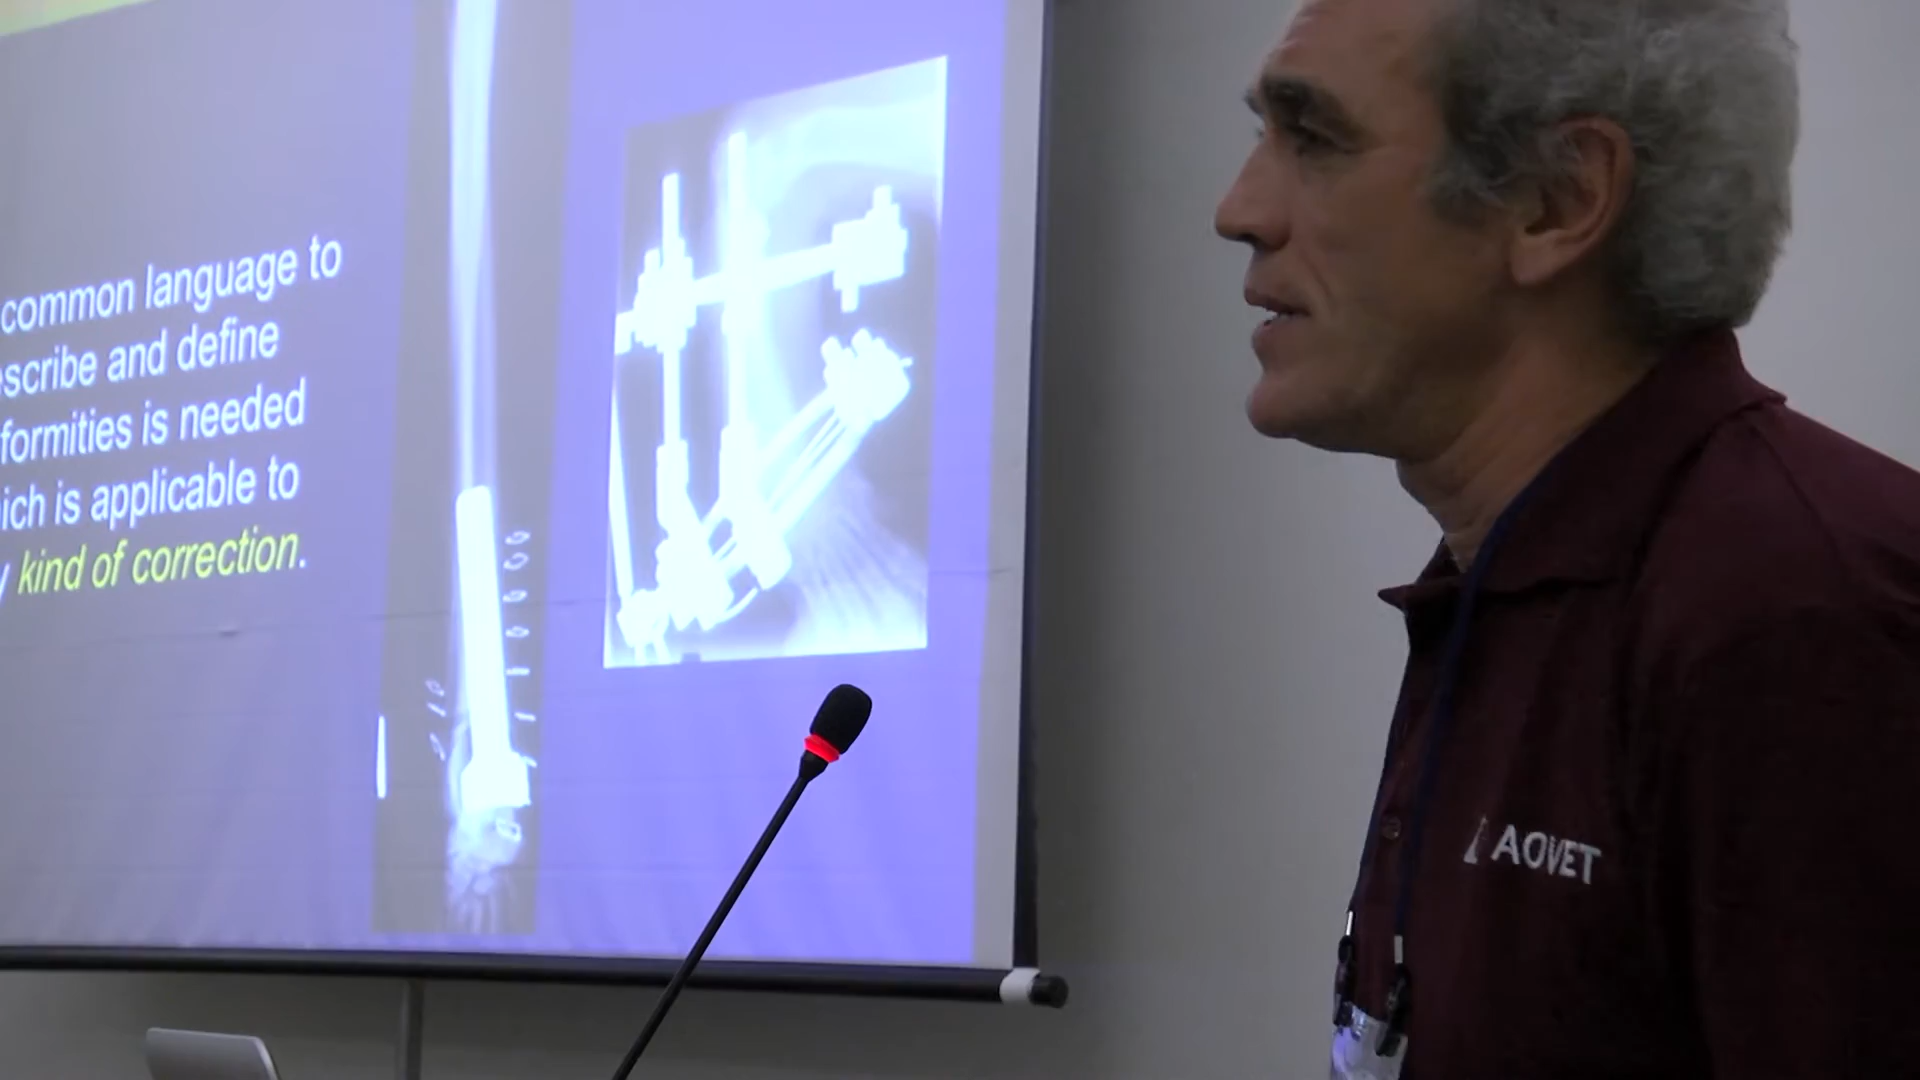 common language to
scribe and define
formities is needed
ich is applicable to
kind of correction.
AOVET